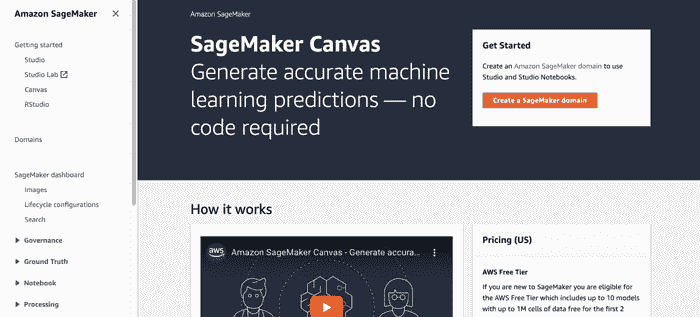 Amazon SageMaker
Getting started
Studio
Studio Lab
Canvas
RStudio
Domains
SageMaker dashboard
Images
Lifecycle configurations
Search
Governance
Ground Truth
Notebook
Processing
Amazon SageMaker
SageMaker Canvas
Generate accurate machine
learning predictions — no
code required
Get Started
Create an Amazon SageMaker domain to use
Studio and Studio Notebooks.
Create a SageMaker domain
How it works
aws
Amazon SageMaker Canvas - Generate accura...
Pricing (US)
AWS Free Tier
If you are new to SageMaker you are eligible for
the AWS Free Tier which includes up to 10 models
with up to 1M cells of data free for the first 2